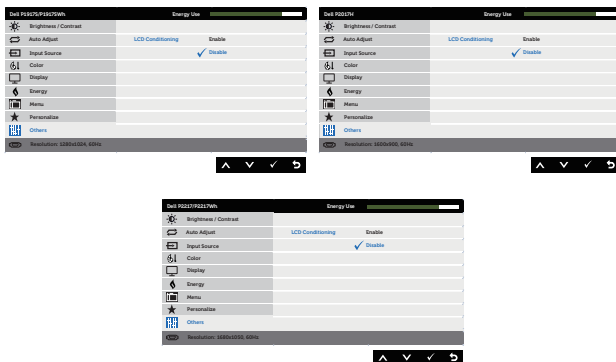 Dell P1917S/P1917SWh Energy Use
Brightness / Contrast
Auto Adjust LCD Conditioning Enable
Input Source Disable
Color
Display
Energy
Menu
Personalize
Others
Resolution: 1280x1024, 60Hz
Dell P2017H Energy Use
Brightness / Contrast
Auto Adjust LCD Conditioning Enable
Input Source Disable
Color
Display
Energy
Menu
Personalize
Others
Resolution: 1600x900, 60Hz
Dell P2217/P2217Wh Energy Use
Brightness / Contrast
Auto Adjust LCD Conditioning Enable
Input Source Disable
Color
Display
Energy
Menu
Personalize
Others
Resolution: 1680x1050, 60Hz